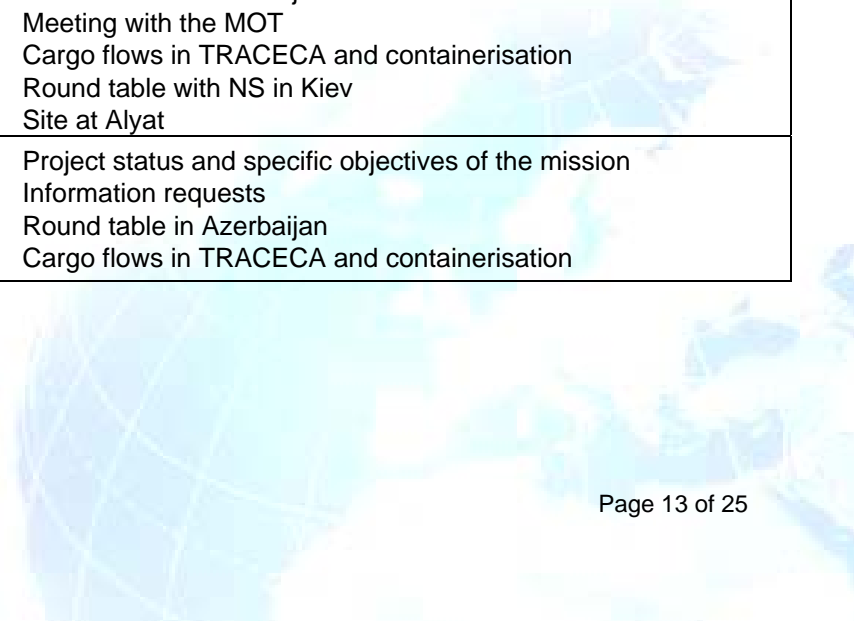 Meeting with the MOT
Cargo flows in TRACECA and containerisation
Round table with NS in Kiev
Site at Alyat
Project status and specific objectives of the mission
Information requests
Round table in Azerbaijan
Cargo flows in TRACECA and containerisation
Page 13 of 25